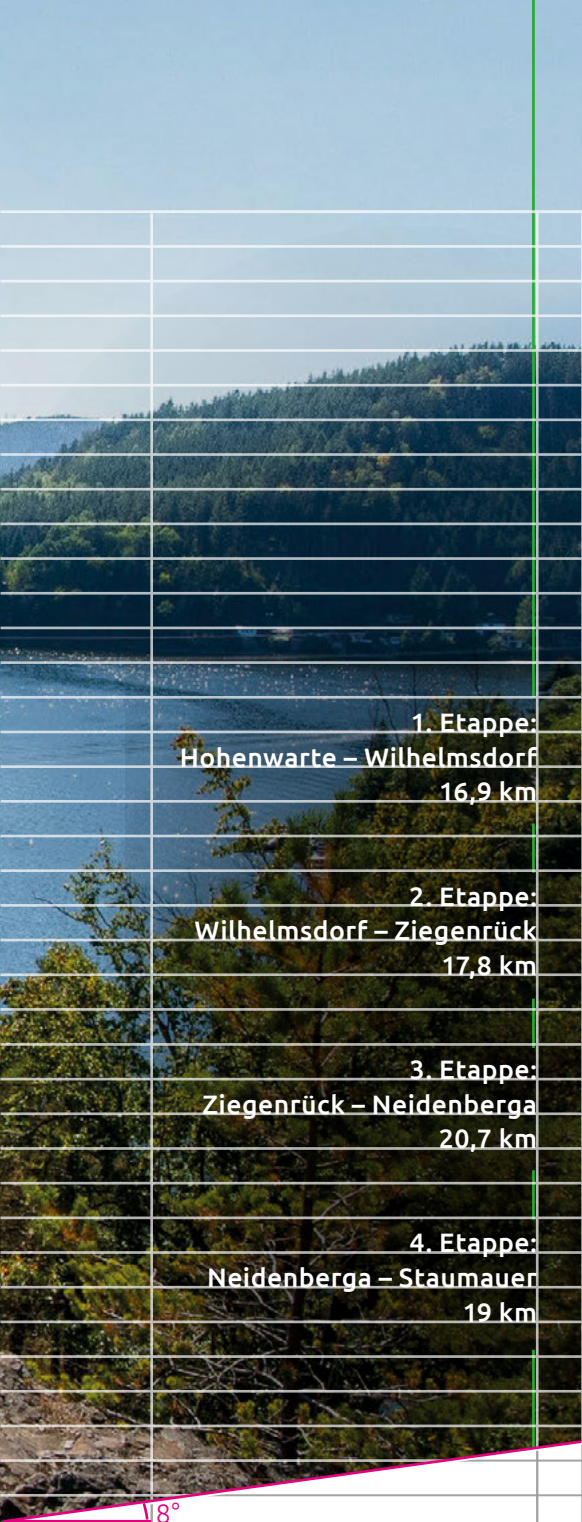 1. Etappe:
Hohenwarte – Wilhelmsdorf
16,9 km
2. Etappe:
Wilhelmsdorf – Ziegenrück
17,8 km
3. Etappe:
Ziegenrück – Neidenberga
20,7 km
4. Etappe:
Neidenberga – Staumauer
19 km
8°